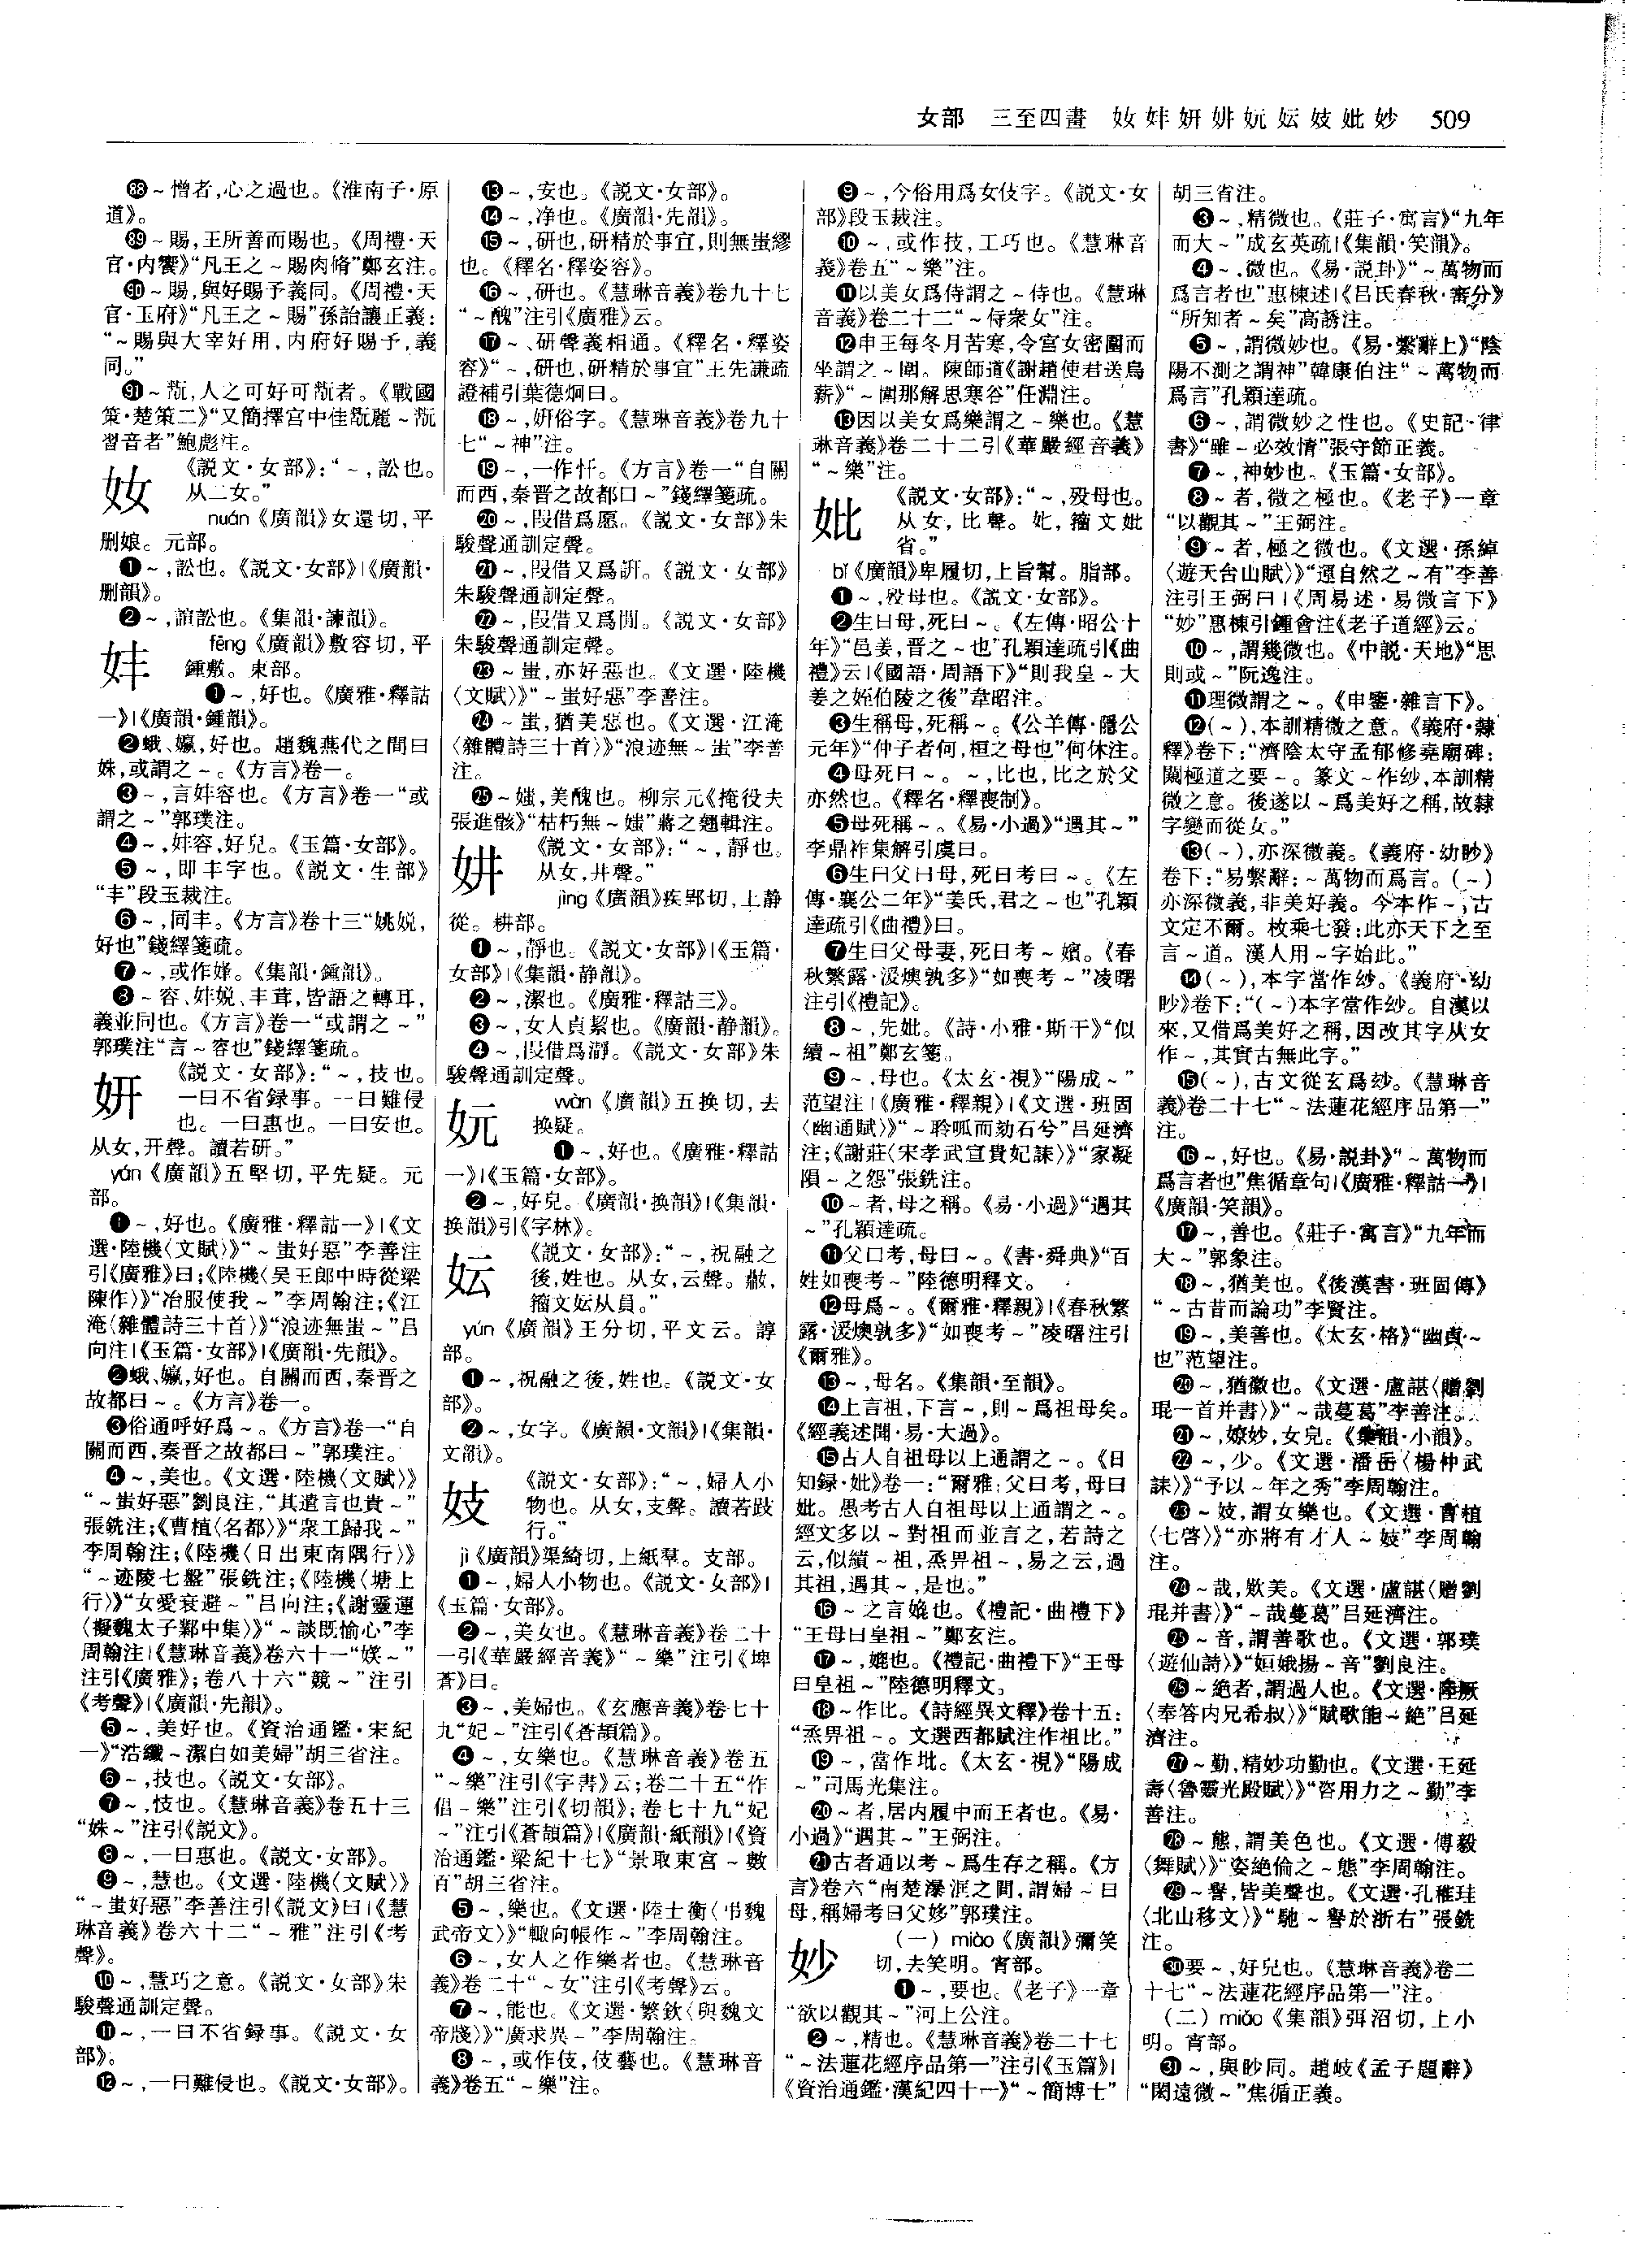 女部 三至四畫 奻妦妍妌妧妘妓妣妙 509
㊇~憎者,心之過也。《淮南子·原
道》。
~賜,王所善而賜也。《周禮·天
官·内饔》“凡王之~賜肉脩”鄭玄注。
~賜,與好賜予義同。《周禮·天
官·玉府》“凡王之~賜”孫詒讓正義:
“~賜與大宰好用,内府好賜予,義
同。”
~翫,人之可好可翫者。《戰國
策·楚策二》“又簡擇宫中佳翫麗~翫
習音者”鮑彪注。
奻 《説文·女部》:“~,訟也。
从二女。”
nuán《廣韻》女還切,平
删娘。元部。
❶~,訟也。《説文·女部》|《廣韻·
删韻》。
❷~,諠訟也。《集韻·諫韻》。
妦 fēng《廣韻》敷容切,平
鍾敷。東部。
❶~,好也。《廣雅·釋詁
一》|《廣韻·鍾韻》。
❷娥、㜲,好也。趙魏燕代之間曰
姝,或謂之~。《方言》卷一。
❸~,言妦容也。《方言》卷一“或
謂之~”郭璞注。
❹~,妦容,好皃。《玉篇·女部》。
❺~,即丰字也。《説文·生部》
“丰”段玉裁注。
❻~,同丰。《方言》卷十三“姚娧,
好也”錢繹箋疏。
❼~,或作娂。《集韻·鍾韻》。
❽~容、妦娧、丰茸,皆語之轉耳,
義並同也。《方言》卷一“或謂之~”
郭璞注“言~容也”錢繹箋疏。
妍 《説文·女部》:“~,技也。
一曰不省録事。一曰難侵
也。一曰惠也。一曰安也。
从女,幵聲。讀若研。”
yán《廣韻》五堅切,平先疑。元
部。
❶~,好也。《廣雅·釋詁一》|《文
選·陸機〈文賦〉》“~蚩好惡”李善注
引《廣雅》曰;《陸機〈吴王郎中時從梁
陳作〉》“冶服使我~”李周翰注;《江
淹〈雜體詩三十首〉》“浪迹無蚩~”吕
向注|《玉篇·女部》|《廣韻·先韻》。
❷娥、㜲,好也。自關而西,秦晋之
故都曰~。《方言》卷一。
❸俗通呼好爲~。《方言》卷一“自
關而西,秦晋之故都曰~”郭璞注。
❹~,美也。《文選·陸機〈文賦〉》
“~蚩好惡”劉良注,“其遣言也貴~”
張銑注;《曹植〈名都〉》“衆工歸我~”
李周翰注;《陸機〈日出東南隅行〉》
“~迹陵七盤”張銑注;《陸機〈塘上
行〉》“女愛衰避~”吕向注;《謝靈運
〈擬魏太子鄴中集〉》“~談既愉心”李
周翰注|《慧琳音義》卷六十一“媄~”
注引《廣雅》;卷八十六“競~”注引
《考聲》|《廣韻·先韻》。
❺~,美好也。《資治通鑑·宋紀
一》“浩纖~潔白如美婦”胡三省注。
❻~,技也。《説文·女部》。
❼~,忮也。《慧琳音義》卷五十三
“姝~”注引《説文》。
❽~,一曰惠也。《説文·女部》。
❾~,慧也。《文選·陸機〈文賦〉》
“~蚩好惡”李善注引《説文》曰|《慧
琳音義》卷六十二“~雅”注引《考
聲》。
❿~,慧巧之意。《説文·女部》朱
駿聲通訓定聲。
⓫~,一曰不省録事。《説文·女
部》。
⓬~,一曰難侵也。《説文·女部》。
⓭~,安也。《説文·女部》。
⓮~,净也。《廣韻·先韻》。
⓯~,研也,研精於事宜,則無蚩繆
也。《釋名·釋姿容》。
⓰~,研也。《慧琳音義》卷九十七
“~醜”注引《廣雅》云。
⓱~、研聲義相通。《釋名·釋姿
容》“~,研也,研精於事宜”王先謙疏
證補引葉德炯曰。
⓲~,姸俗字。《慧琳音義》卷九十
七“~神”注。
⓳~,一作忓。《方言》卷一“自關
而西,秦晋之故都曰~”錢繹箋疏。
⓴~,叚借爲愿。《説文·女部》朱
駿聲通訓定聲。
㉑~,叚借又爲訮。《説文·女部》
朱駿聲通訓定聲。
㉒~,叚借又爲閒。《説文·女部》
朱駿聲通訓定聲。
㉓~蚩,亦好惡也。《文選·陸機
〈文賦〉》“~蚩好惡”李善注。
㉔~蚩,猶美惡也。《文選·江淹
〈雜體詩三十首〉》“浪迹無~蚩”李善
注。
㉕~媸,美醜也。柳宗元《掩役夫
張進骸》“枯朽無~媸”蔣之翹輯注。
妌 《説文·女部》:“~,靜也。
从女,井聲。”
jìng《廣韻》疾郢切,上静
從。耕部。
❶~,靜也。《説文·女部》|《玉篇·
女部》|《集韻·静韻》。
❷~,潔也。《廣雅·釋詁三》。
❸~,女人貞絜也。《廣韻·静韻》。
❹~,叚借爲瀞。《説文·女部》朱
駿聲通訓定聲。
妧 wàn《廣韻》五换切,去
换疑。
❶~,好也。《廣雅·釋詁
一》|《玉篇·女部》。
❷~,好皃。《廣韻·换韻》|《集韻·
换韻》引《字林》。
妘 《説文·女部》:“~,祝融之
後,姓也。从女,云聲。䢵,
籀文妘从員。”
yún《廣韻》王分切,平文云。諄
部。
❶~,祝融之後,姓也。《説文·女
部》。
❷~,女字。《廣韻·文韻》|《集韻·
文韻》。
妓 《説文·女部》:“~,婦人小
物也。从女,支聲。讀若跂
行。”
jì《廣韻》渠綺切,上紙羣。支部。
❶~,婦人小物也。《説文·女部》|
《玉篇·女部》。
❷~,美女也。《慧琳音義》卷二十
一引《華嚴經音義》“~樂”注引《埤
蒼》曰。
❸~,美婦也。《玄應音義》卷七十
九“妃~”注引《蒼頡篇》。
❹~,女樂也。《慧琳音義》卷五
“~樂”注引《字書》云;卷二十五“作
倡~樂”注引《切韻》;卷七十九“妃
~”注引《蒼頡篇》|《廣韻·紙韻》|《資
治通鑑·梁紀十七》“景取東宫~數
百”胡三省注。
❺~,樂也。《文選·陸士衡〈弔魏
武帝文〉》“輙向帳作~”李周翰注。
❻~,女人之作樂者也。《慧琳音
義》卷二十“~女”注引《考聲》云。
❼~,能也。《文選·繁欽〈與魏文
帝牋〉》“廣求異~”李周翰注。
❽~,或作伎,伎藝也。《慧琳音
義》卷五“~樂”注。
❾~,今俗用爲女伎字。《説文·女
部》段玉裁注。
❿~,或作技,工巧也。《慧琳音
義》卷五“~樂”注。
⓫以美女爲侍謂之~侍也。《慧琳
音義》卷二十二“~侍衆女”注。
⓬申王每冬月苦寒,令宫女密圍而
坐謂之~圍。陳師道《謝趙使君送烏
薪》“~圍那解思寒谷”任淵注。
⓭因以美女爲樂謂之~樂也。《慧
琳音義》卷二十二引《華嚴經音義》
“~樂”注。
妣 《説文·女部》:“~,殁母也。
从女,比聲。𠤎,籀文妣
省。”
bǐ《廣韻》卑履切,上旨幫。脂部。
❶~,殁母也。《説文·女部》。
❷生曰母,死曰~。《左傳·昭公十
年》“邑姜,晋之~也”孔穎達疏引《曲
禮》云|《國語·周語下》“則我皇~大
姜之姪伯陵之後”韋昭注。
❸生稱母,死稱~。《公羊傳·隱公
元年》“仲子者何,桓之母也”何休注。
❹母死曰~。~,比也,比之於父
亦然也。《釋名·釋喪制》。
❺母死稱~。《易·小過》“遇其~”
李鼎祚集解引虞曰。
❻生曰父曰母,死曰考曰~。《左
傳·襄公二年》“姜氏,君之~也”孔穎
達疏引《曲禮》曰。
❼生曰父母妻,死曰考~嬪。《春
秋繁露·煖燠孰多》“如喪考~”凌曙
注引《禮記》。
❽~,先妣。《詩·小雅·斯干》“似
續~祖”鄭玄箋。
❾~,母也。《太玄·視》“陽成~”
范望注|《廣雅·釋親》|《文選·班固
〈幽通賦〉》“~聆呱而劾石兮”吕延濟
注;《謝莊〈宋孝武宣貴妃誄〉》“家凝
隕~之怨”張銑注。
❿~者,母之稱。《易·小過》“遇其
~”孔穎達疏。
⓫父曰考,母曰~。《書·舜典》“百
姓如喪考~”陸德明釋文。
⓬母爲~。《爾雅·釋親》|《春秋繁
露·煖燠孰多》“如喪考~”凌曙注引
《爾雅》。
⓭~,母名。《集韻·至韻》。
⓮上言祖,下言~,則~爲祖母矣。
《經義述聞·易·大過》。
⓯古人自祖母以上通謂之~。《日
知録·妣》卷一:“爾雅:父曰考,母曰
妣。愚考古人自祖母以上通謂之~。
經文多以~對祖而並言之,若詩之
云,似續~祖,烝畀祖~,易之云,過
其祖,遇其~,是也。”
⓰~之言媲也。《禮記·曲禮下》
“王母曰皇祖~”鄭玄注。
⓱~,媲也。《禮記·曲禮下》“王母
曰皇祖~”陸德明釋文。
⓲~作比。《詩經異文釋》卷十五:
“烝畀祖~。文選西都賦注作祖比。”
⓳~,當作坒。《太玄·視》“陽成
~”司馬光集注。
⓴~者,居内履中而王者也。《易·
小過》“遇其~”王弼注。
㉑古者通以考~爲生存之稱。《方
言》卷六“南楚瀑洭之間,謂婦~曰
母,稱婦考曰父姼”郭璞注。
妙 (一)miào《廣韻》彌笑
切,去笑明。宵部。
❶~,要也。《老子》一章
“欲以觀其~”河上公注。
❷~,精也。《慧琳音義》卷二十七
“~法蓮花經序品第一”注引《玉篇》|
《資治通鑑·漢紀四十一》“~簡博士”
胡三省注。
❸~,精微也。《莊子·寓言》“九年
而大~”成玄英疏|《集韻·笑韻》。
❹~,微也。《易·説卦》“~萬物而
爲言者也”惠棟述|《吕氏春秋·審分》
“所知者~矣”高誘注。
❺~,謂微妙也。《易·繫辭上》“陰
陽不測之謂神”韓康伯注“~萬物而
爲言”孔穎達疏。
❻~,謂微妙之性也。《史記·律
書》“雖~必效情”張守節正義。
❼~,神妙也。《玉篇·女部》。
❽~者,微之極也。《老子》一章
“以觀其~”王弼注。
❾~者,極之微也。《文選·孫綽
〈遊天台山賦〉》“運自然之~有”李善
注引王弼曰|《周易述·易微言下》
“妙”惠棟引鍾會注《老子道經》云。
❿~,謂幾微也。《中説·天地》“思
則或~”阮逸注。
⓫理微謂之~。《申鑒·雜言下》。
⓬(~),本訓精微之意。《義府·隸
釋》卷下:“濟陰太守孟郁修堯廟碑:
闡極道之要~。篆文~作纱,本訓精
微之意。後遂以~爲美好之稱,故隸
字變而從女。”
⓭(~),亦深微義。《義府·幼眇》
卷下:“易繫辭:~萬物而爲言。(~)
亦深微義,非美好義。今本作~,古
文定不爾。枚乘七發:此亦天下之至
言~道。漢人用~字始此。”
⓮(~),本字當作紗。《義府·幼
眇》卷下:“(~)本字當作紗。自漢以
來,又借爲美好之稱,因改其字从女
作~,其實古無此字。”
⓯(~),古文從玄爲玅。《慧琳音
義》卷二十七“~法蓮花經序品第一”
注。
⓰~,好也。《易·説卦》“~萬物而
爲言者也”焦循章句|《廣雅·釋詁一》|
《廣韻·笑韻》。
⓱~,善也。《莊子·寓言》“九年而
大~”郭象注。
⓲~,猶美也。《後漢書·班固傳》
“~古昔而論功”李賢注。
⓳~,美善也。《太玄·格》“幽貞~
也”范望注。
⓴~,猶徽也。《文選·盧諶〈贈劉
琨一首并書〉》“~哉蔓葛”李善注。
㉑~,嫽妙,女皃。《集韻·小韻》。
㉒~,少。《文選·潘岳〈楊仲武
誄〉》“予以~年之秀”李周翰注。
㉓~妓,謂女樂也。《文選·曹植
〈七啓〉》“亦將有才人~妓”李周翰
注。
㉔~哉,歎美。《文選·盧諶〈贈劉
琨并書〉》“~哉蔓葛”吕延濟注。
㉕~音,謂善歌也。《文選·郭璞
〈遊仙詩〉》“姮娥揚~音”劉良注。
㉖~絶者,謂過人也。《文選·陸厥
〈奉答内兄希叔〉》“賦歌能~絶”吕延
濟注。
㉗~勤,精妙功勤也。《文選·王延
壽〈魯靈光殿賦〉》“咨用力之~勤”李
善注。
㉘~態,謂美色也。《文選·傅毅
〈舞賦〉》“姿絶倫之~態”李周翰注。
㉙~譽,皆美聲也。《文選·孔稚珪
〈北山移文〉》“馳~譽於浙右”張銑
注。
㉚要~,好皃也。《慧琳音義》卷二
十七“~法蓮花經序品第一”注。
(二)miǎo《集韻》弭沼切,上小
明。宵部。
㉛~,與眇同。趙岐《孟子題辭》
“閎遠微~”焦循正義。